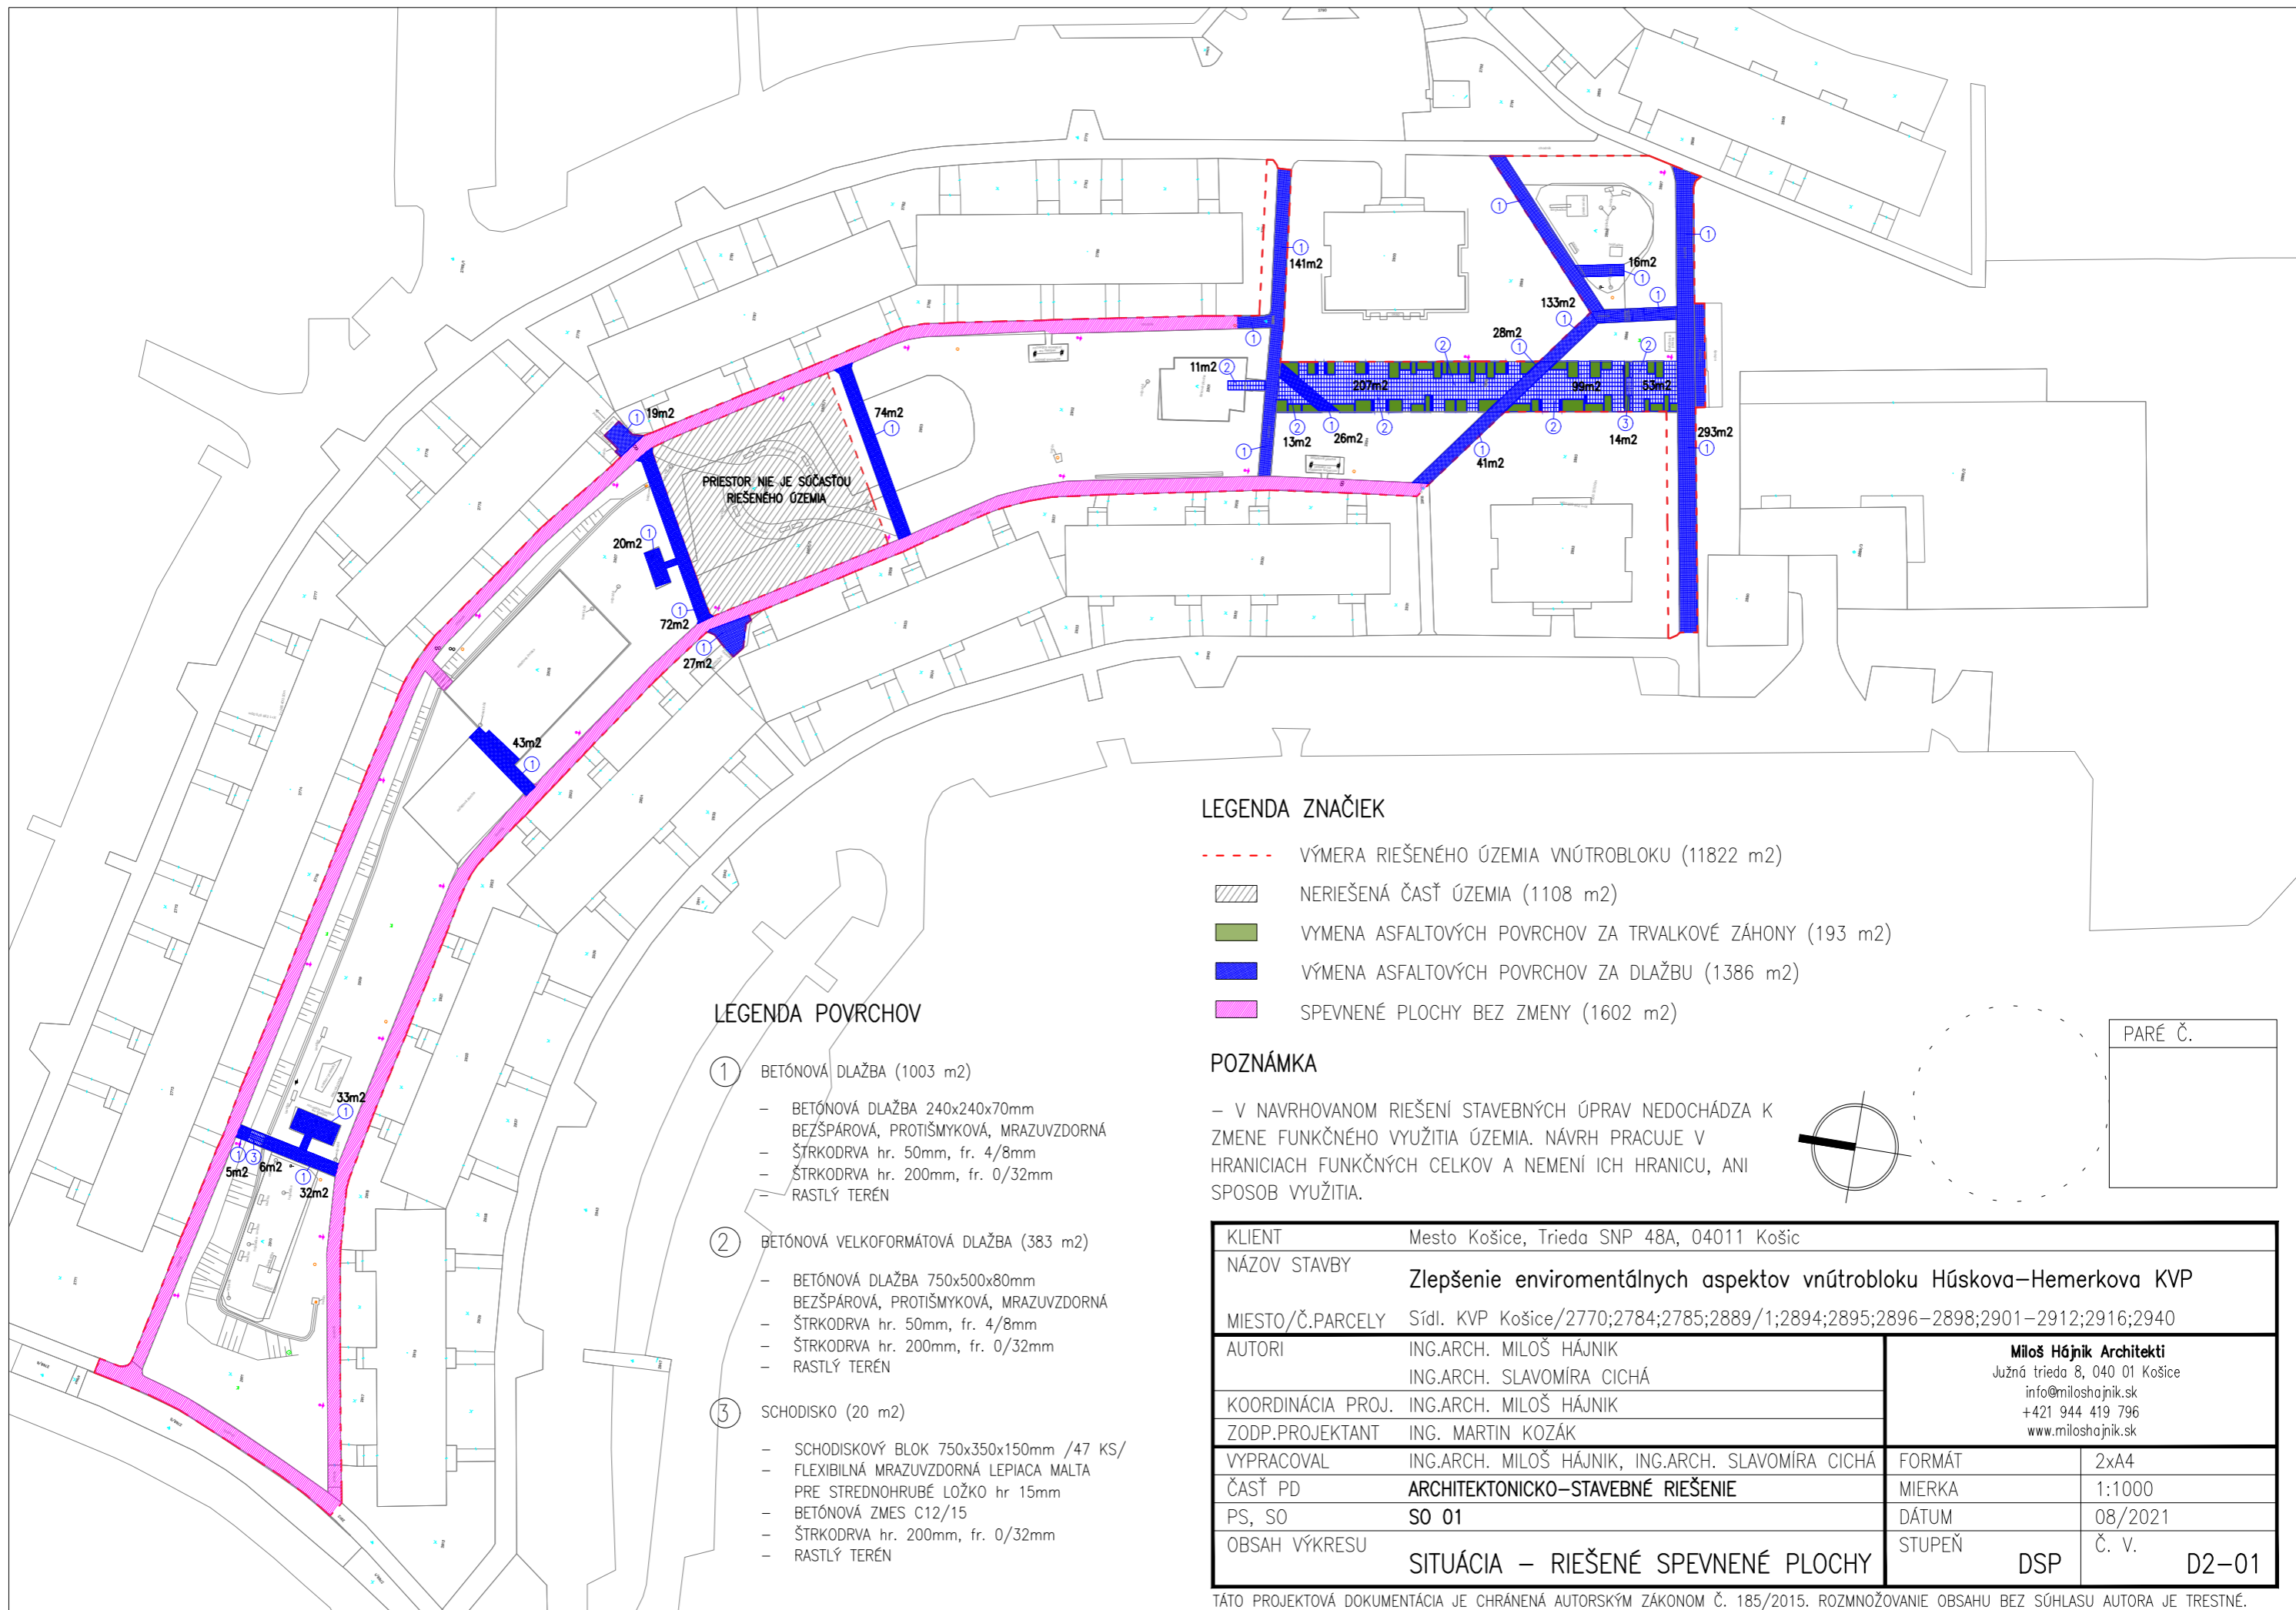 141m2
16m2
133m2
28m2
11m2
207m2
99m2
53m2
19m2
74m2
13m2
26m2
14m2
293m2
41m2
PRIESTOR NIE JE SÚČASŤOU
RIEŠENÉHO ÚZEMIA
20m2
72m2
27m2
43m2
33m2
5m2
6m2
32m2
LEGENDA ZNAČIEK
VÝMERA RIEŠENÉHO ÚZEMIA VNÚTROBLOKU (11822 m2)
NERIEŠENÁ ČASŤ ÚZEMIA (1108 m2)
VYMENA ASFALTOVÝCH POVRCHOV ZA TRVALKOVÉ ZÁHONY (193 m2)
VÝMENA ASFALTOVÝCH POVRCHOV ZA DLAŽBU (1386 m2)
SPEVNENÉ PLOCHY BEZ ZMENY (1602 m2)
LEGENDA POVRCHOV
1 BETÓNOVÁ DLAŽBA (1003 m2)
– BETÓNOVÁ DLAŽBA 240x240x70mm
BEZŠPÁROVÁ, PROTIŠMYKOVÁ, MRAZUVZDORNÁ
– ŠTRKODRVA hr. 50mm, fr. 4/8mm
– ŠTRKODRVA hr. 200mm, fr. 0/32mm
– RASTLÝ TERÉN
2 BETÓNOVÁ VELKOFORMÁTOVÁ DLAŽBA (383 m2)
– BETÓNOVÁ DLAŽBA 750x500x80mm
BEZŠPÁROVÁ, PROTIŠMYKOVÁ, MRAZUVZDORNÁ
– ŠTRKODRVA hr. 50mm, fr. 4/8mm
– ŠTRKODRVA hr. 200mm, fr. 0/32mm
– RASTLÝ TERÉN
3 SCHODISKO (20 m2)
– SCHODISKOVÝ BLOK 750x350x150mm /47 KS/
– FLEXIBILNÁ MRAZUVZDORNÁ LEPIACA MALTA
PRE STREDNOHRUBÉ LOŽKO hr 15mm
– BETÓNOVÁ ZMES C12/15
– ŠTRKODRVA hr. 200mm, fr. 0/32mm
– RASTLÝ TERÉN
POZNÁMKA
– V NAVRHOVANOM RIEŠENÍ STAVEBNÝCH ÚPRAV NEDOCHÁDZA K
ZMENE FUNKČNÉHO VYUŽITIA ÚZEMIA. NÁVRH PRACUJE V
HRANICIACH FUNKČNÝCH CELKOV A NEMENÍ ICH HRANICU, ANI
SPOSOB VYUŽITIA.
PARÉ Č.
KLIENT Mesto Košice, Trieda SNP 48A, 04011 Košic
NÁZOV STAVBY
Zlepšenie enviromentálnych aspektov vnútrobloku Húskova–Hemerkova KVP
MIESTO/Č.PARCELY Sídl. KVP Košice/2770;2784;2785;2889/1;2894;2895;2896–2898;2901–2912;2916;2940
AUTORI ING.ARCH. MILOŠ HÁJNIK
ING.ARCH. SLAVOMÍRA CICHÁ
KOORDINÁCIA PROJ. ING.ARCH. MILOŠ HÁJNIK
ZODP.PROJEKTANT ING. MARTIN KOZÁK
Miloš Hájnik Architekti
Južná trieda 8, 040 01 Košice
info@miloshajnik.sk
+421 944 419 796
www.miloshajnik.sk
VYPRACOVAL ING.ARCH. MILOŠ HÁJNIK, ING.ARCH. SLAVOMÍRA CICHÁ FORMÁT 2xA4
ČASŤ PD ARCHITEKTONICKO–STAVEBNÉ RIEŠENIE MIERKA 1:1000
PS, SO SO 01 DÁTUM 08/2021
OBSAH VÝKRESU SITUÁCIA – RIEŠENÉ SPEVNENÉ PLOCHY STUPEŇ DSP Č. V. D2–01
TÁTO PROJEKTOVÁ DOKUMENTÁCIA JE CHRÁNENÁ AUTORSKÝM ZÁKONOM Č. 185/2015. ROZMNOŽOVANIE OBSAHU BEZ SÚHLASU AUTORA JE TRESTNÉ.